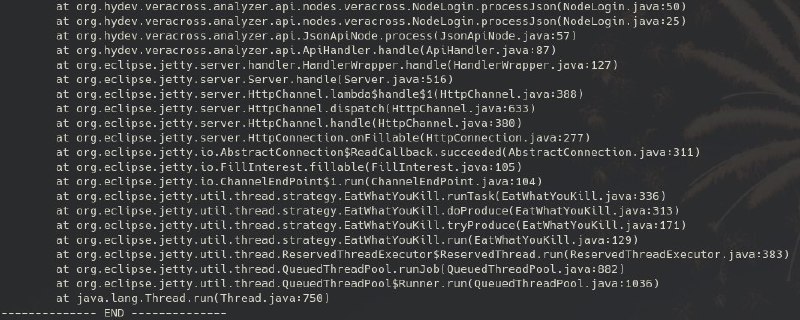 at org.hydev.veracross.analyzer.api.nodes.veracross.NodeLogin.processJson(NodeLogin.java:50)
at org.hydev.veracross.analyzer.api.nodes.veracross.NodeLogin.processJson(NodeLogin.java:25)
at org.hydev.veracross.analyzer.api.JsonApiNode.process(JsonApiNode.java:57)
at org.hydev.veracross.analyzer.api.ApiHandler.handle(ApiHandler.java:87)
at org.eclipse.jetty.server.handler.HandlerWrapper.handle(HandlerWrapper.java:127)
at org.eclipse.jetty.server.Server.handle(Server.java:516)
at org.eclipse.jetty.server.HttpChannel.lambda$handle$1(HttpChannel.java:388)
at org.eclipse.jetty.server.HttpChannel.dispatch(HttpChannel.java:633)
at org.eclipse.jetty.server.HttpChannel.handle(HttpChannel.java:380)
at org.eclipse.jetty.server.HttpConnection.onFillable(HttpConnection.java:277)
at org.eclipse.jetty.io.AbstractConnection$ReadCallback.succeeded(AbstractConnection.java:311)
at org.eclipse.jetty.io.FillInterest.fillable(FillInterest.java:105)
at org.eclipse.jetty.io.ChannelEndPoint$1.run(ChannelEndPoint.java:104)
at org.eclipse.jetty.util.thread.strategy.EatWhatYouKill.runTask(EatWhatYouKill.java:336)
at org.eclipse.jetty.util.thread.strategy.EatWhatYouKill.doProduce(EatWhatYouKill.java:313)
at org.eclipse.jetty.util.thread.strategy.EatWhatYouKill.tryProduce(EatWhatYouKill.java:171)
at org.eclipse.jetty.util.thread.strategy.EatWhatYouKill.run(EatWhatYouKill.java:129)
at org.eclipse.jetty.util.thread.ReservedThreadExecutor$ReservedThread.run(ReservedThreadExecutor.java:383)
at org.eclipse.jetty.util.thread.QueuedThreadPool.runJob(QueuedThreadPool.java:882)
at org.eclipse.jetty.util.thread.QueuedThreadPool$Runner.run(QueuedThreadPool.java:1036)
at java.lang.Thread.run(Thread.java:750)
-------------- END --------------